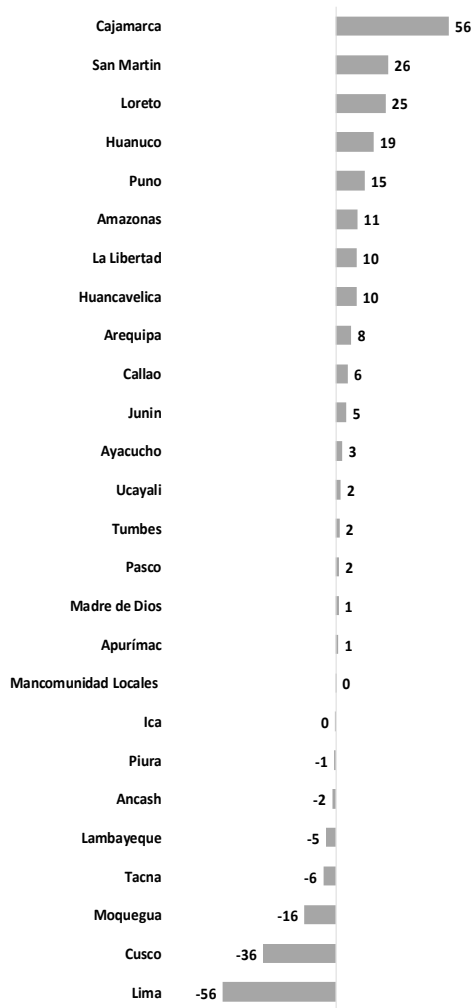 Cajamarca 56
San Martin 26
Loreto 25
Huanuco 19
Puno 15
Amazonas 11
La Libertad 10
Huancavelica 10
Arequipa 8
Callao 6
Junin 5
Ayacucho 3
Ucayali 2
Tumbes 2
Pasco 2
Madre de Dios 1
Apurímac 1
Mancomunidad Locales 0
Ica 0
Piura -1
Ancash -2
Lambayeque -5
Tacna -6
Moquegua -16
Cusco -36
Lima -56